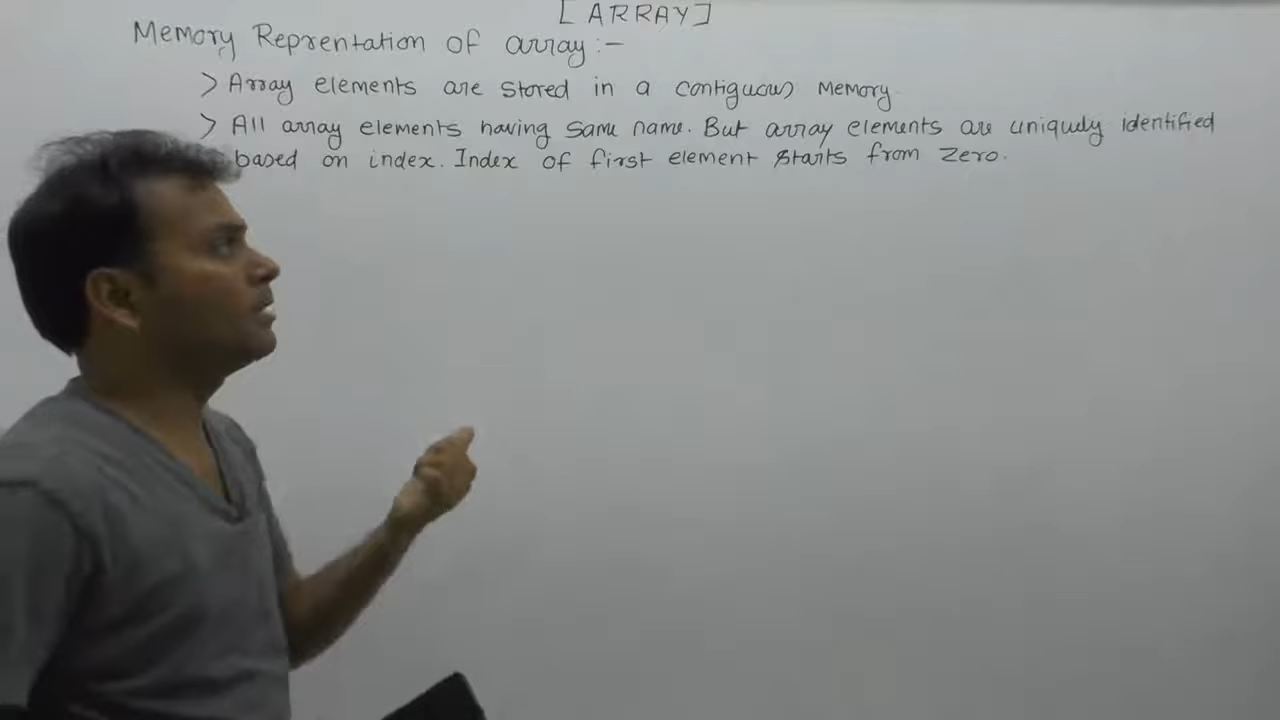 [ARRAY]
Memory Reprentation of array:-
> Array elements are stored in a contiguous Memory.
> All array elements having same name. But array elements are uniquely identified
based on index. Index of first element starts from Zero.